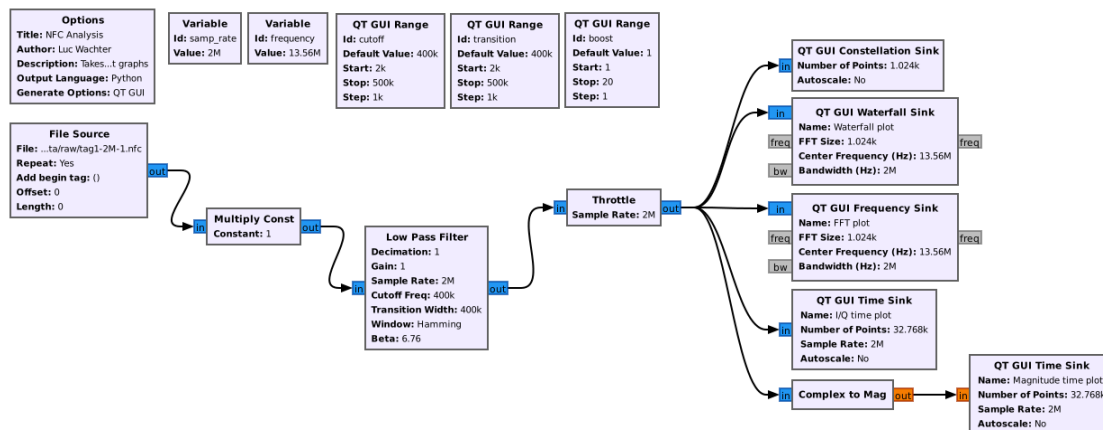 Options
Title: NFC Analysis
Author: Luc Wachter
Description: Takes...t graphs
Output Language: Python
Generate Options: QT GUI
Variable
Id: samp_rate
Value: 2M
Variable
Id: frequency
Value: 13.56M
QT GUI Range
Id: cutoff
Default Value: 400k
Start: 2k
Stop: 500k
Step: 1k
QT GUI Range
Id: transition
Default Value: 400k
Start: 2k
Stop: 500k
Step: 1k
QT GUI Range
Id: boost
Default Value: 1
Start: 1
Stop: 20
Step: 1
File Source
File: ...ta/raw/tag1-2M-1.nfc
Repeat: Yes
Add begin tag: ()
Offset: 0
Length: 0
out
in
Multiply Const
Constant: 1
out
in
Low Pass Filter
Decimation: 1
Gain: 1
Sample Rate: 2M
Cutoff Freq: 400k
Transition Width: 400k
Window: Hamming
Beta: 6.76
out
in
Throttle
Sample Rate: 2M
out
in
QT GUI Constellation Sink
Number of Points: 1.024k
Autoscale: No
in
freq
bw
QT GUI Waterfall Sink
Name: Waterfall plot
FFT Size: 1.024k
Center Frequency (Hz): 13.56M
Bandwidth (Hz): 2M
freq
in
freq
bw
QT GUI Frequency Sink
Name: FFT plot
FFT Size: 1.024k
Center Frequency (Hz): 13.56M
Bandwidth (Hz): 2M
freq
in
QT GUI Time Sink
Name: I/Q time plot
Number of Points: 32.768k
Sample Rate: 2M
Autoscale: No
in
Complex to Mag
out
in
QT GUI Time Sink
Name: Magnitude time plot
Number of Points: 32.768k
Sample Rate: 2M
Autoscale: No